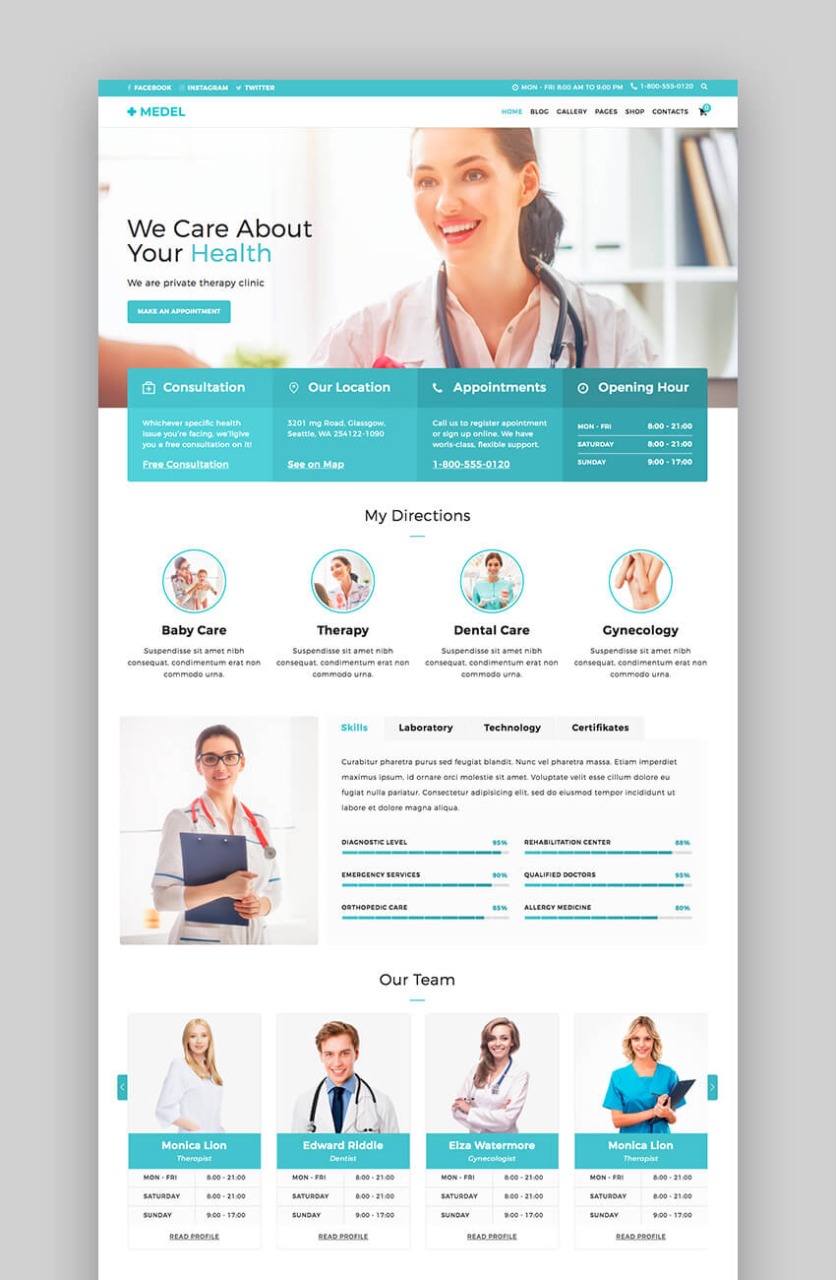 FACEBOOK INSTAGRAM TWITTER
MON - FRI 8:00 AM TO 9:00 PM 1-800-555-0120
MEDEL
HOME BLOG GALLERY PAGES SHOP CONTACTS 0
We Care About
Your Health
We are private therapy clinic
MAKE AN APPOINTMENT
Consultation
Whichever specific health
issue you're facing, we'llgive
you a free consultation on it!
Free Consultation
Our Location
3201 mg Road, Glassgow,
Seattle, WA 254122-1090
See on Map
Appointments
Call us to register apointment
or sign up online. We have
worls-class, flexible support.
1-800-555-0120
Opening Hour
MON - FRI 8:00 - 21:00
SATURDAY 8:00 - 21:00
SUNDAY 9:00 - 17:00
My Directions
Baby Care
Suspendisse sit amet nibh
consequat, condimentum erat non
commodo urna.
Therapy
Suspendisse sit amet nibh
consequat, condimentum erat non
commodo urna.
Dental Care
Suspendisse sit amet nibh
consequat, condimentum erat non
commodo urna.
Gynecology
Suspendisse sit amet nibh
consequat, condimentum erat non
commodo urna.
Skills Laboratory Technology Certifikates
Curabitur pharetra purus sed feugiat blandit. Nunc vel pharetra massa. Etiam imperdiet
maximus ipsum, id ornare orci molestie sit amet. Voluptate velit esse cillum dolore eu
fugiat nulla pariatur. Consectetur adipisicing elit, sed do eiusmod tempor incididunt ut
labore et dolore magna aliqua.
DIAGNOSTIC LEVEL 95%
REHABILITATION CENTER 88%
EMERGENCY SERVICES 90%
QUALIFIED DOCTORS 95%
ORTHOPEDIC CARE 85%
ALLERGY MEDICINE 80%
Our Team
Monica Lion
Therapist
MON - FRI 8:00 - 21:00
SATURDAY 8:00 - 21:00
SUNDAY 9:00 - 17:00
READ PROFILE
Edward Riddle
Dentist
MON - FRI 8:00 - 21:00
SATURDAY 8:00 - 21:00
SUNDAY 9:00 - 17:00
READ PROFILE
Elza Watermore
Gynecologist
MON - FRI 8:00 - 21:00
SATURDAY 8:00 - 21:00
SUNDAY 9:00 - 17:00
READ PROFILE
Monica Lion
Therapist
MON - FRI 8:00 - 21:00
SATURDAY 8:00 - 21:00
SUNDAY 9:00 - 17:00
READ PROFILE